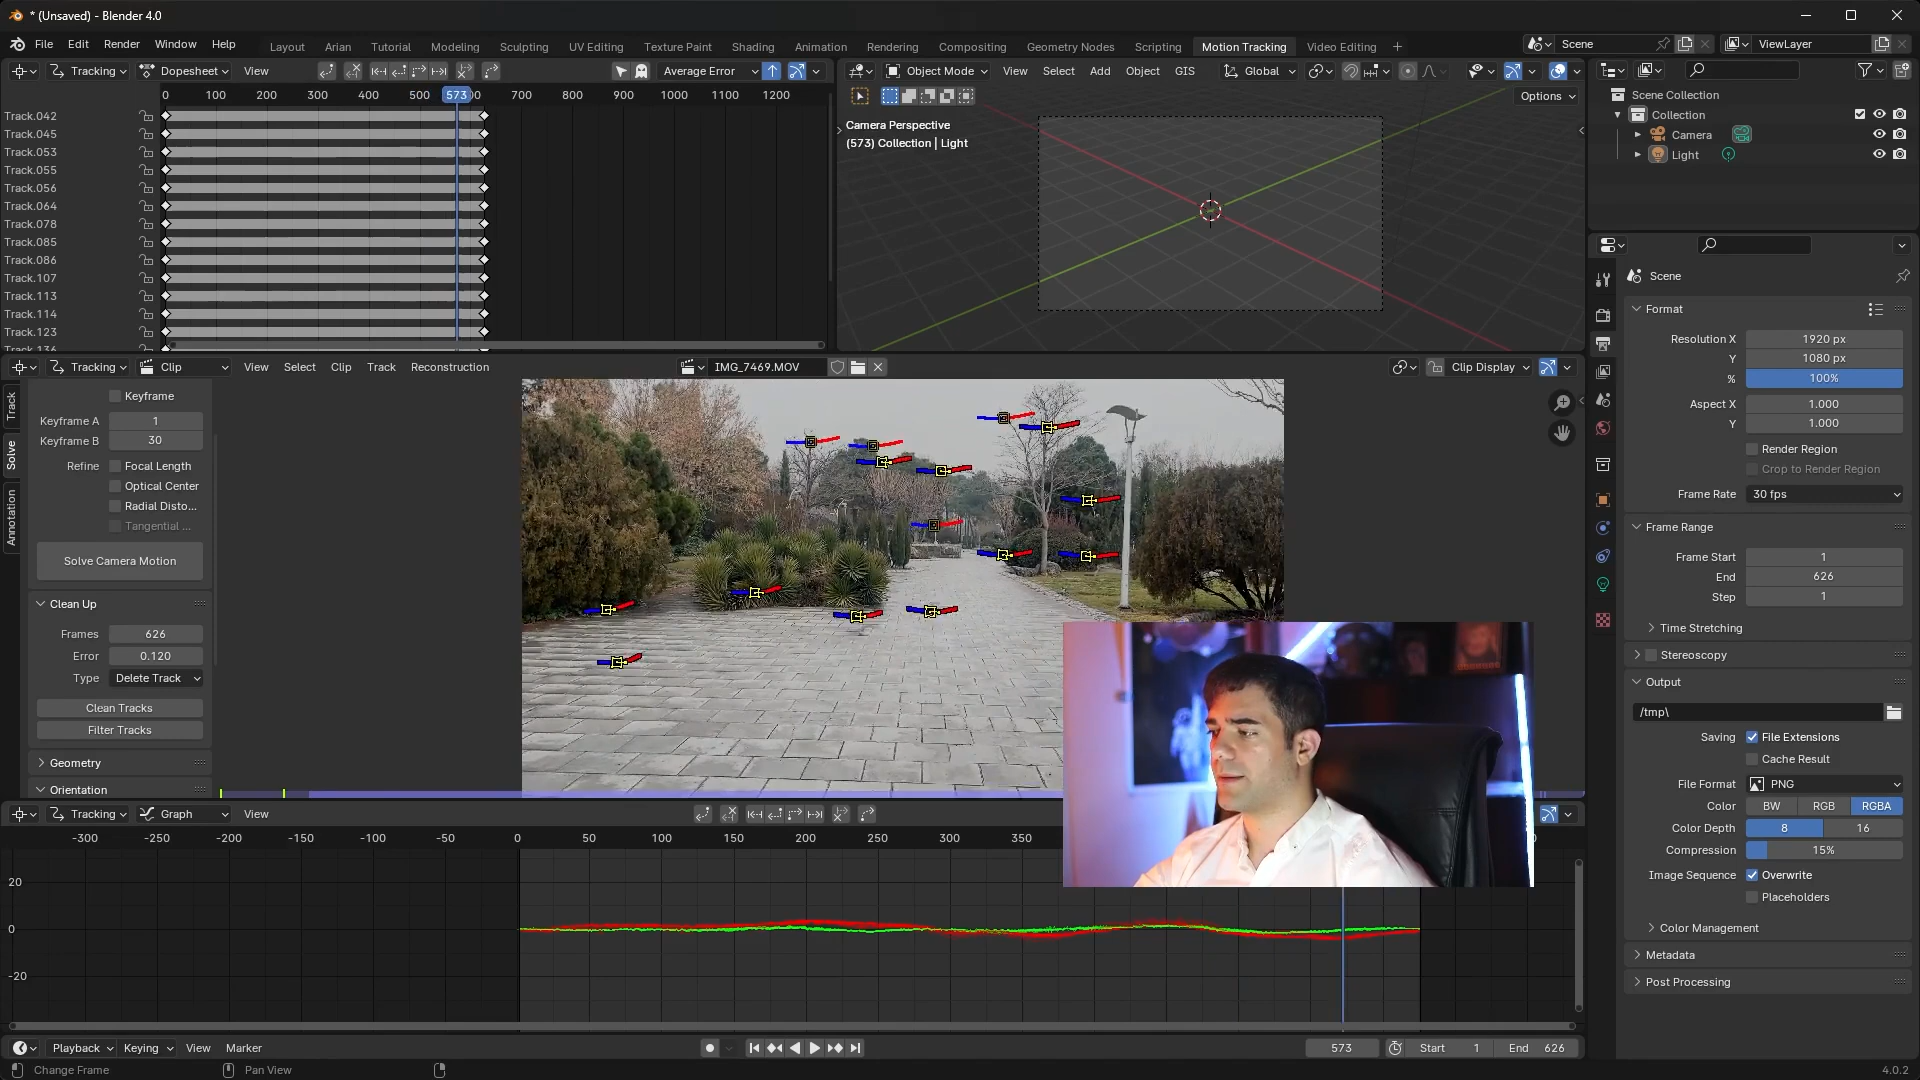 * (Unsaved) - Blender 4.0
File Edit Render Window Help
Layout Arian Tutorial Modeling Sculpting UV Editing Texture Paint Shading Animation Rendering Compositing Geometry Nodes Scripting Motion Tracking Video Editing +
Scene
ViewLayer
Tracking Dopesheet View
Average Error
0 100 200 300 400 500 573 700 800 900 1000 1100 1200
Track.042
Track.045
Track.053
Track.055
Track.056
Track.064
Track.078
Track.085
Track.086
Track.107
Track.113
Track.114
Track.123
Object Mode View Select Add Object GIS Global
Options
Camera Perspective
(573) Collection | Light
Scene Collection
Collection
Camera
Light
Tracking Clip View Select Clip Track Reconstruction
IMG_7469.MOV
Clip Display
Track
Solve
Annotation
Keyframe
Keyframe A 1
Keyframe B 30
Refine Focal Length
Optical Center
Radial Disto...
Tangential ...
Solve Camera Motion
Clean Up
Frames 626
Error 0.120
Type Delete Track
Clean Tracks
Filter Tracks
Geometry
Orientation
Tracking Graph View
-300 -250 -200 -150 -100 -50 0 50 100 150 200 250 300 350
20
0
-20
Playback Keying View Marker
573
Start 1 End 626
Change Frame
Pan View
4.0.2
Scene
Format
Resolution X 1920 px
Y 1080 px
% 100%
Aspect X 1.000
Y 1.000
Render Region
Crop to Render Region
Frame Rate 30 fps
Frame Range
Frame Start 1
End 626
Step 1
Time Stretching
Stereoscopy
Output
/tmp\
Saving File Extensions
Cache Result
File Format PNG
Color BW RGB RGBA
Color Depth 8 16
Compression 15%
Image Sequence Overwrite
Placeholders
Color Management
Metadata
Post Processing